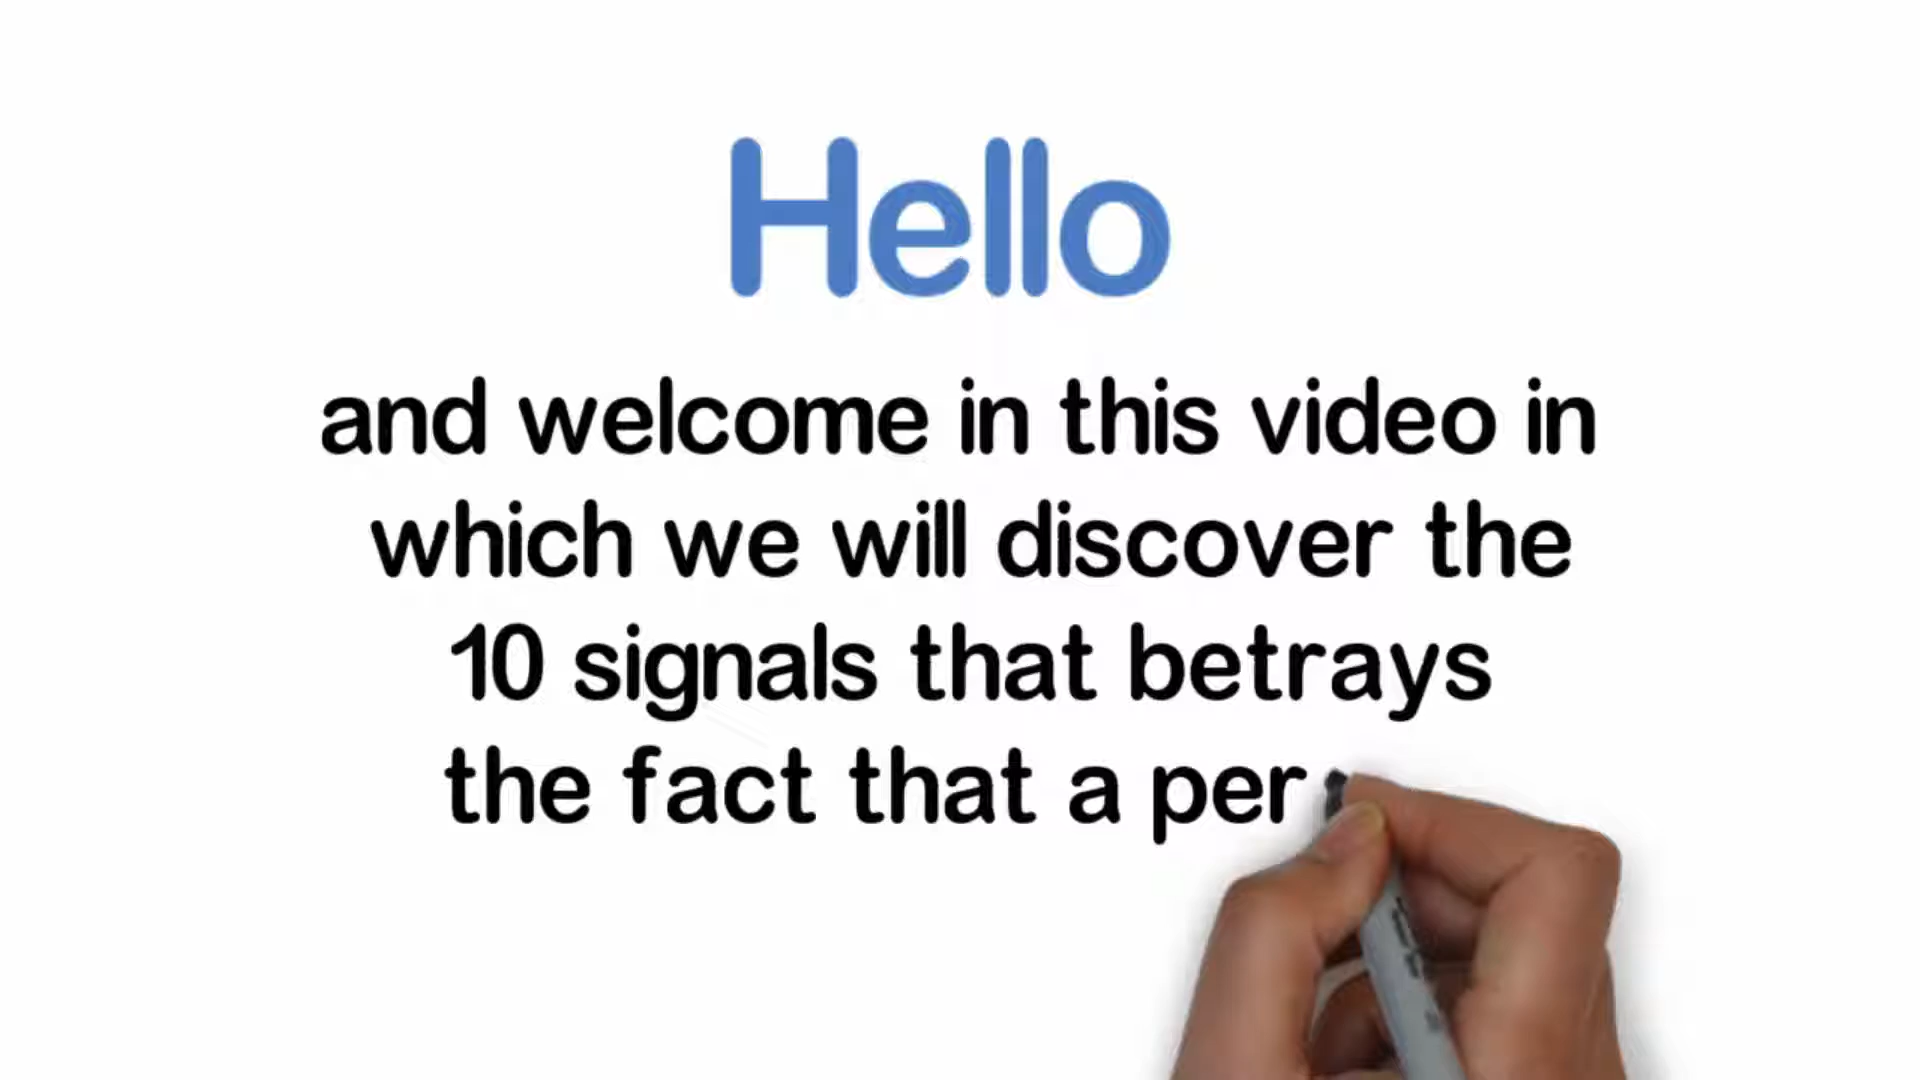 Hello
and welcome in this video in
which we will discover the
10 signals that betrays
the fact that a per